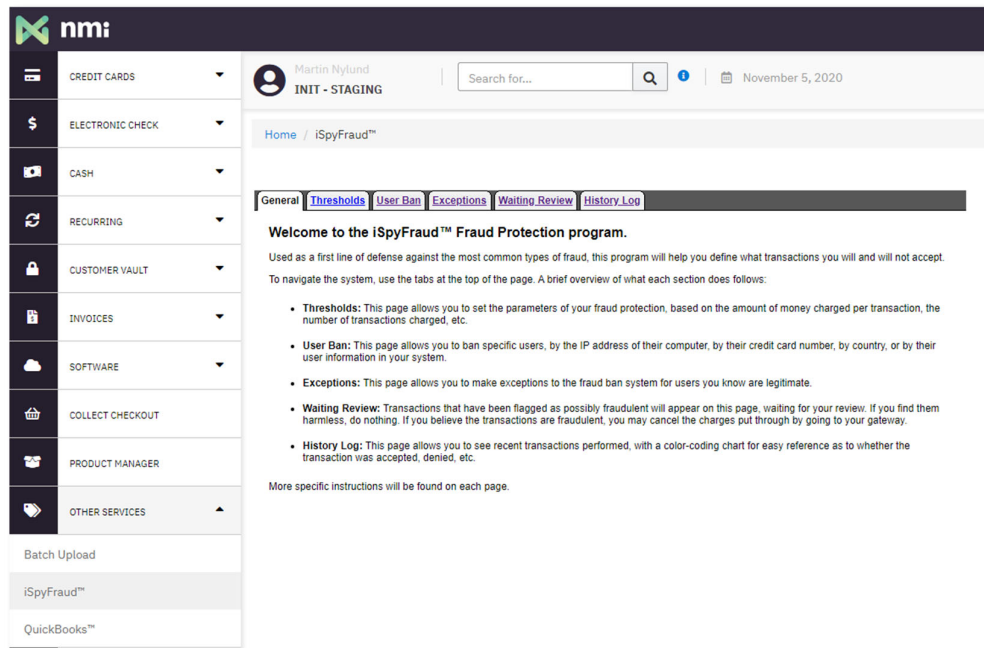 nmi
CREDIT CARDS
ELECTRONIC CHECK
CASH
RECURRING
CUSTOMER VAULT
INVOICES
SOFTWARE
COLLECT CHECKOUT
PRODUCT MANAGER
OTHER SERVICES
Batch Upload
iSpyFraud™
QuickBooks™
Martin Nylund
INIT - STAGING
Search for...
November 5, 2020
Home / iSpyFraud™
General Thresholds User Ban Exceptions Waiting Review History Log
Welcome to the iSpyFraud™ Fraud Protection program.
Used as a first line of defense against the most common types of fraud, this program will help you define what transactions you will and will not accept.
To navigate the system, use the tabs at the top of the page. A brief overview of what each section does follows:
• Thresholds: This page allows you to set the parameters of your fraud protection, based on the amount of money charged per transaction, the
number of transactions charged, etc.
• User Ban: This page allows you to ban specific users, by the IP address of their computer, by their credit card number, by country, or by their
user information in your system.
• Exceptions: This page allows you to make exceptions to the fraud ban system for users you know are legitimate.
• Waiting Review: Transactions that have been flagged as possibly fraudulent will appear on this page, waiting for your review. If you find them
harmless, do nothing. If you believe the transactions are fraudulent, you may cancel the charges put through by going to your gateway.
• History Log: This page allows you to see recent transactions performed, with a color-coding chart for easy reference as to whether the
transaction was accepted, denied, etc.
More specific instructions will be found on each page.